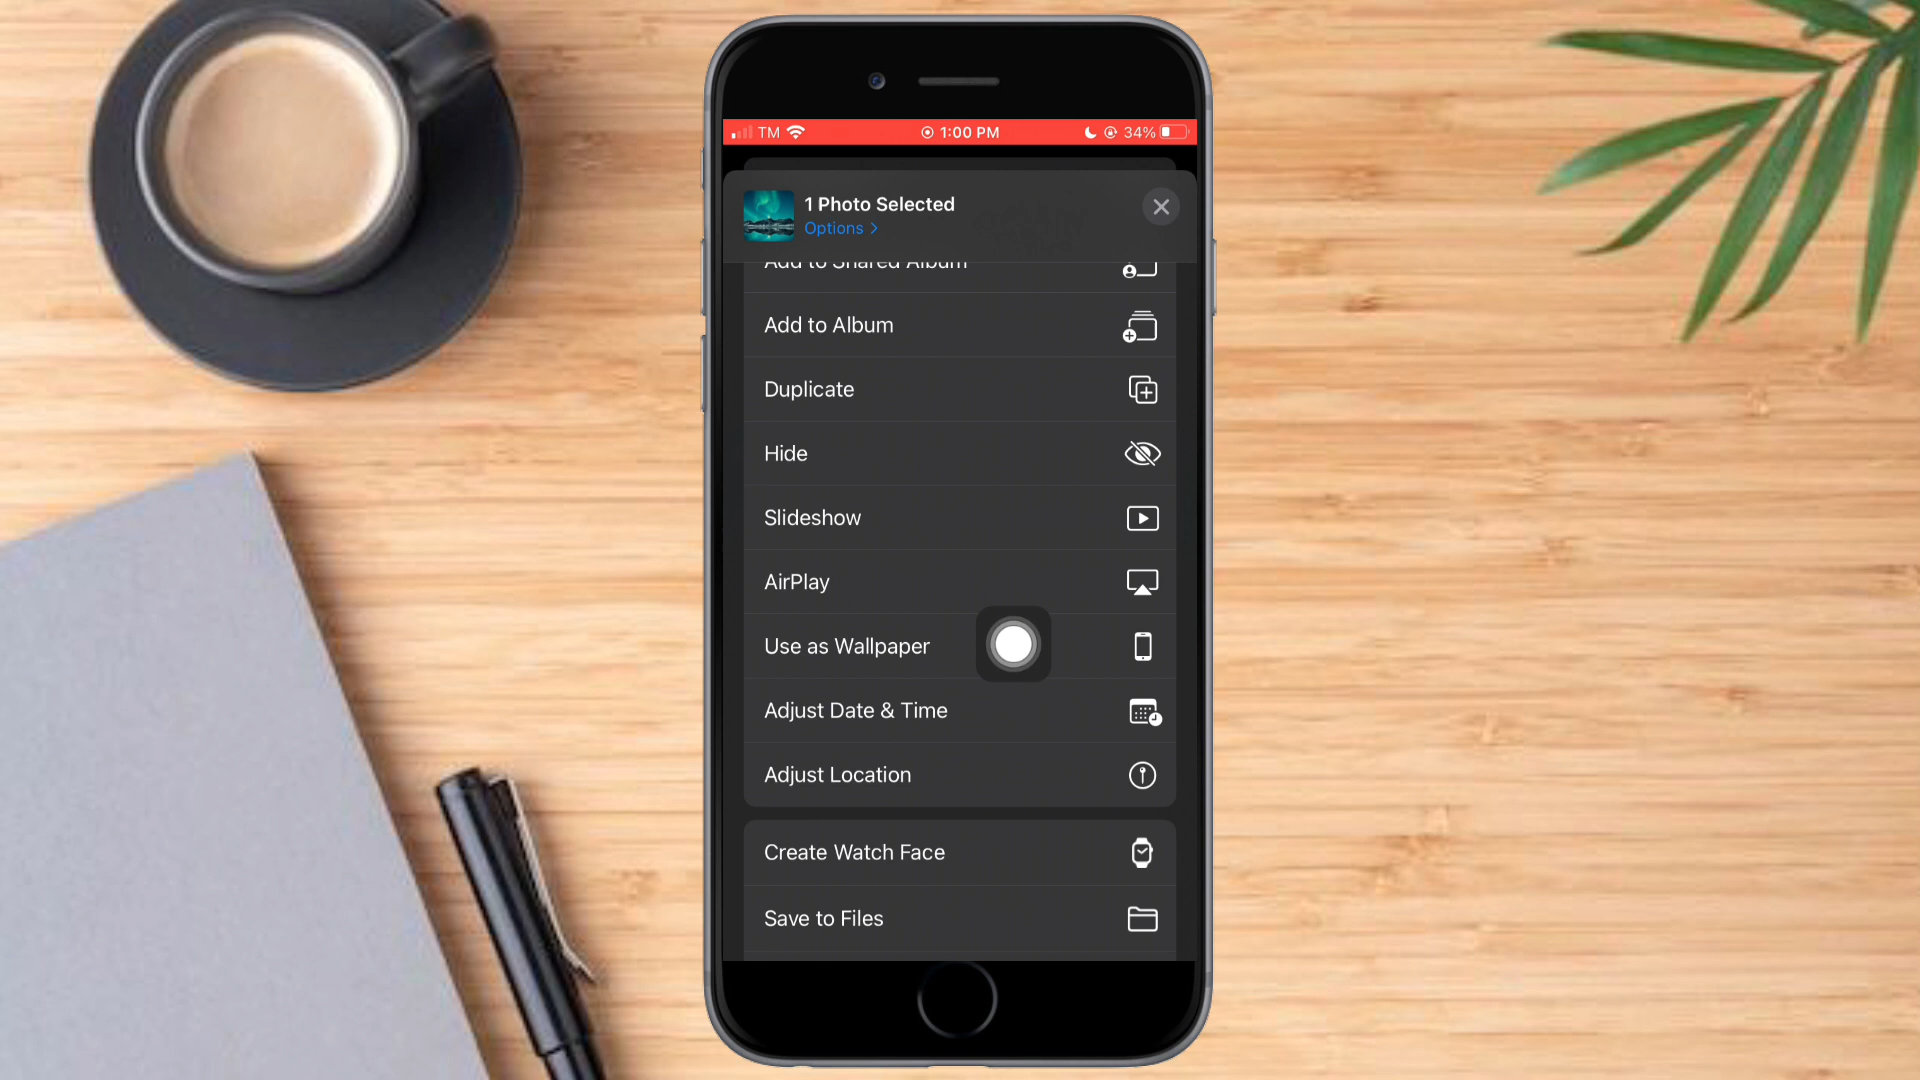 TM 1:00 PM 34%
1 Photo Selected
Options >
Add to Shared Album
Add to Album
Duplicate
Hide
Slideshow
AirPlay
Use as Wallpaper
Adjust Date & Time
Adjust Location
Create Watch Face
Save to Files